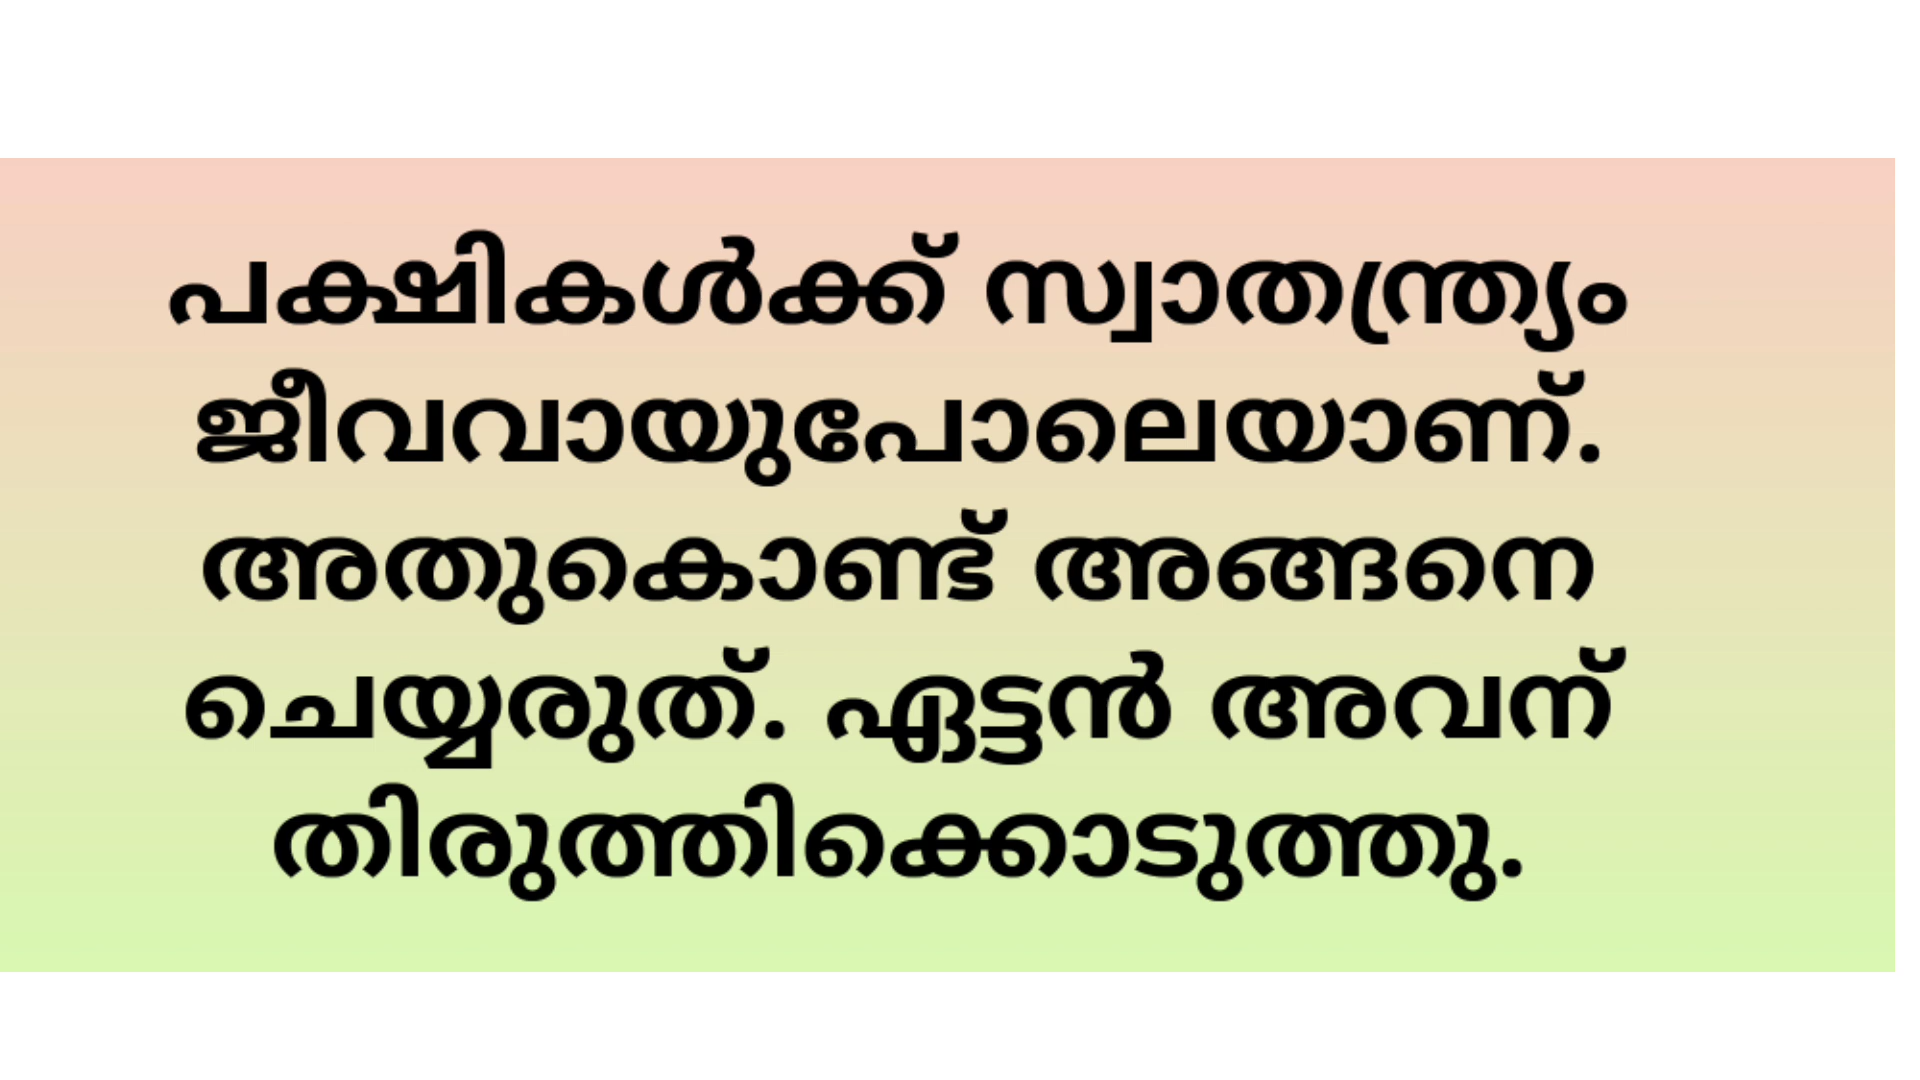 പക്ഷികൾക്ക് സ്വാതന്ത്ര്യം
ജീവവായുപോലെയാണ്.
അതുകൊണ്ട് അങ്ങനെ
ചെയ്യരുത്. ഏട്ടൻ അവന്
തിരുത്തിക്കൊടുത്തു.